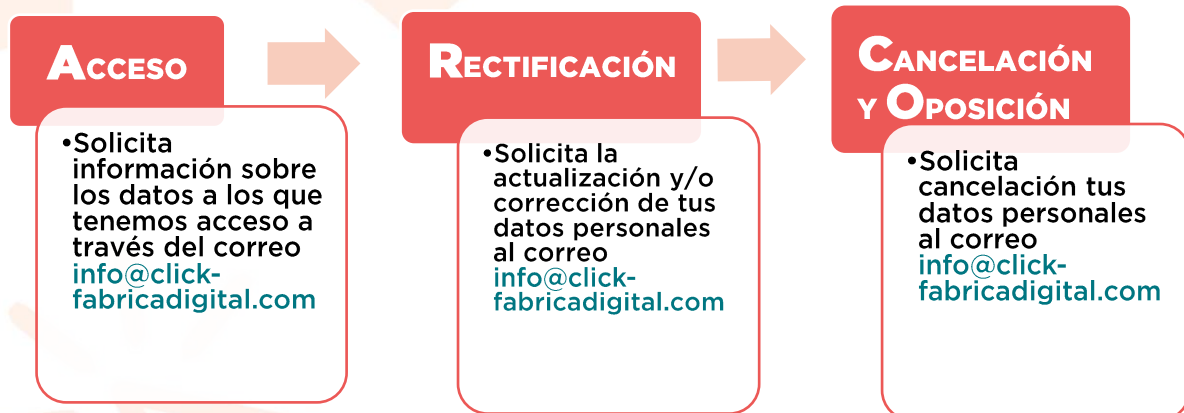 ACCESO
•Solicita
información sobre
los datos a los que
tenemos acceso a
través del correo
info@click-
fabricadigital.com
RECTIFICACIÓN
•Solicita la
actualización y/o
corrección de tus
datos personales
al correo
info@click-
fabricadigital.com
CANCELACIÓN
Y OPOSICIÓN
•Solicita
cancelación tus
datos personales
al correo
info@click-
fabricadigital.com